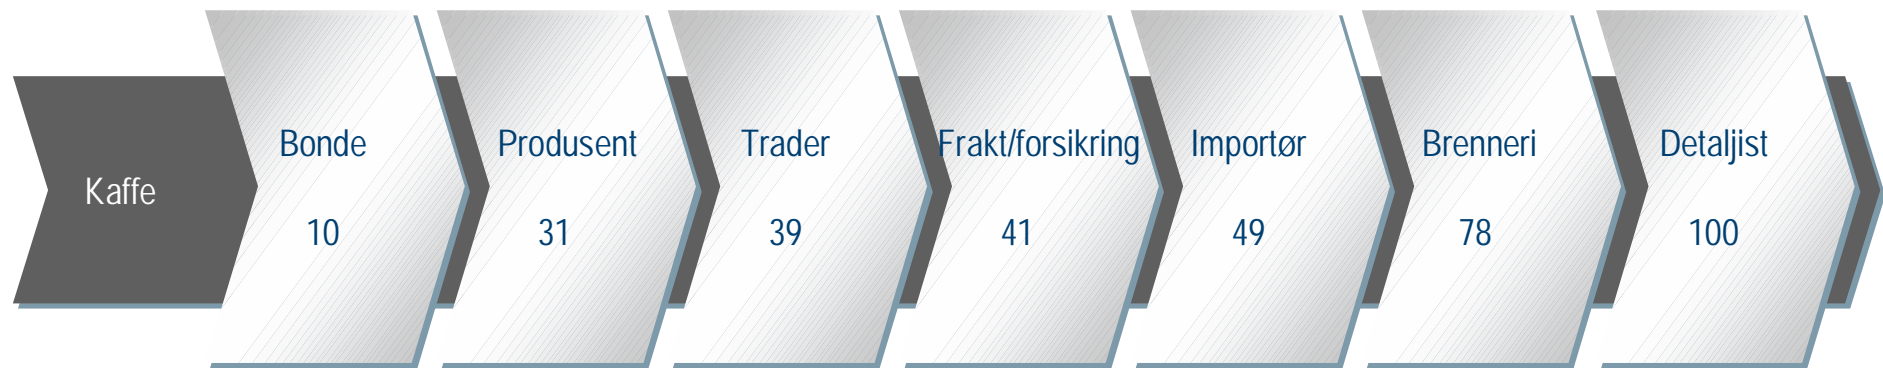 Kaffe
Bonde
10
Produsent
31
Trader
39
Frakt/forsikring
41
Importør
49
Brenneri
78
Detaljist
100